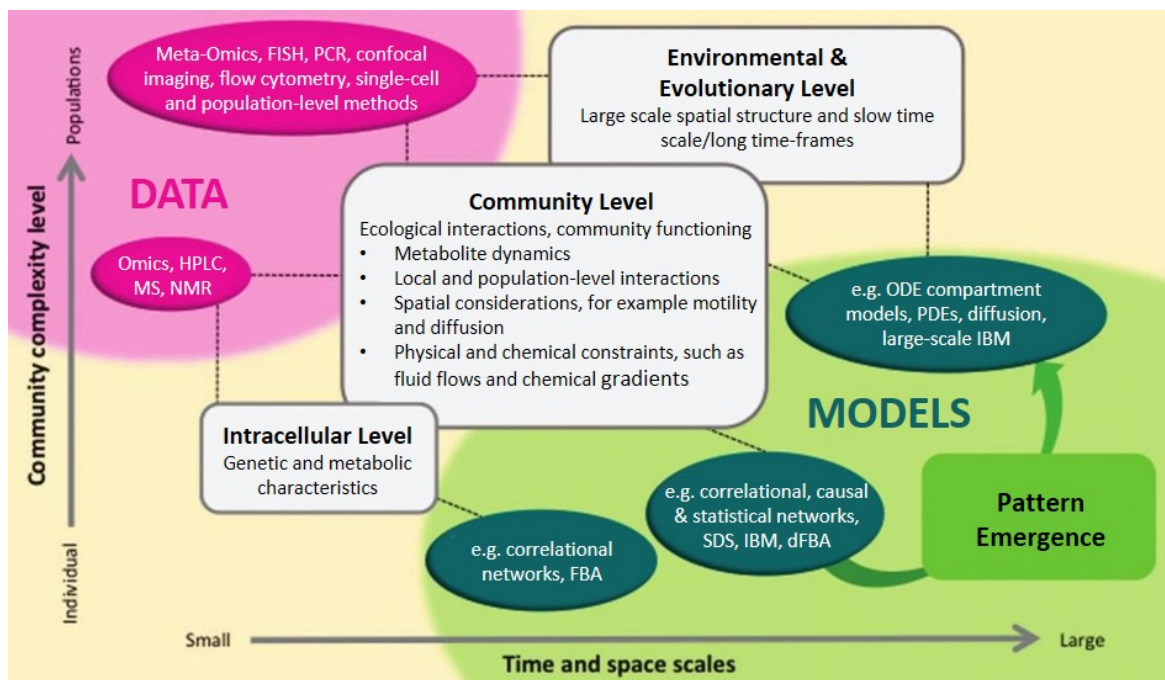 Meta-Omics, FISH, PCR, confocal
imaging, flow cytometry, single-cell
and population-level methods
Environmental &
Evolutionary Level
Large scale spatial structure and slow time
scale/long time-frames
Populations
DATA
Community Level
Ecological interactions, community functioning
• Metabolite dynamics
• Local and population-level interactions
• Spatial considerations, for example motility
and diffusion
• Physical and chemical constraints, such as
fluid flows and chemical gradients
Omics, HPLC,
MS, NMR
e.g. ODE compartment
models, PDEs, diffusion,
large-scale IBM
Community complexity level
MODELS
Intracellular Level
Genetic and metabolic
characteristics
e.g. correlational, causal
& statistical networks,
SDS, IBM, dFBA
Pattern
Emergence
e.g. correlational
networks, FBA
Individual
Small
Large
Time and space scales